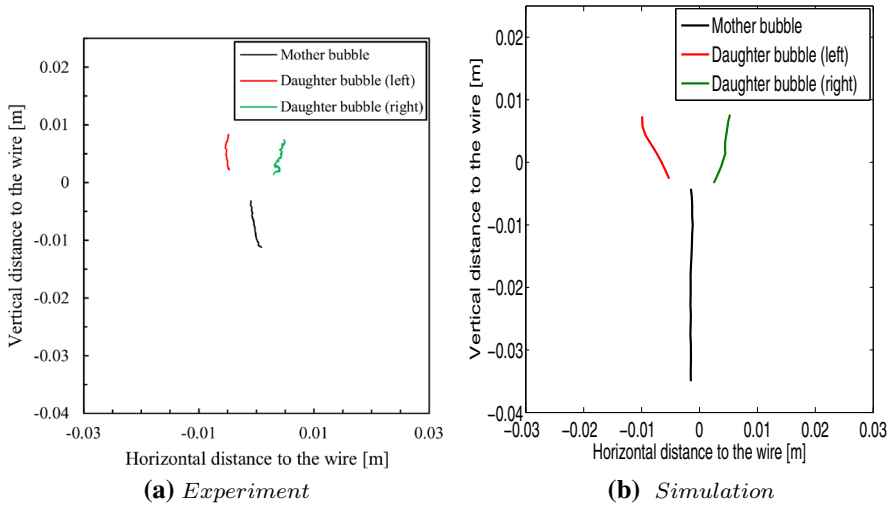 Mother bubble
Daughter bubble (left)
Daughter bubble (right)
Vertical distance to the wire [m]
0.02
0.01
0
-0.01
-0.02
-0.03
-0.04
-0.03
-0.01
0.01
0.03
Horizontal distance to the wire [m]
(a) Experiment
Mother bubble
Daughter bubble (left)
Daughter bubble (right)
Vertical distance to the wire [m]
0.02
0.01
0
−0.01
−0.02
−0.03
−0.04
−0.03
−0.02
−0.01
0
0.01
0.02
0.03
Horizontal distance to the wire [m]
(b) Simulation